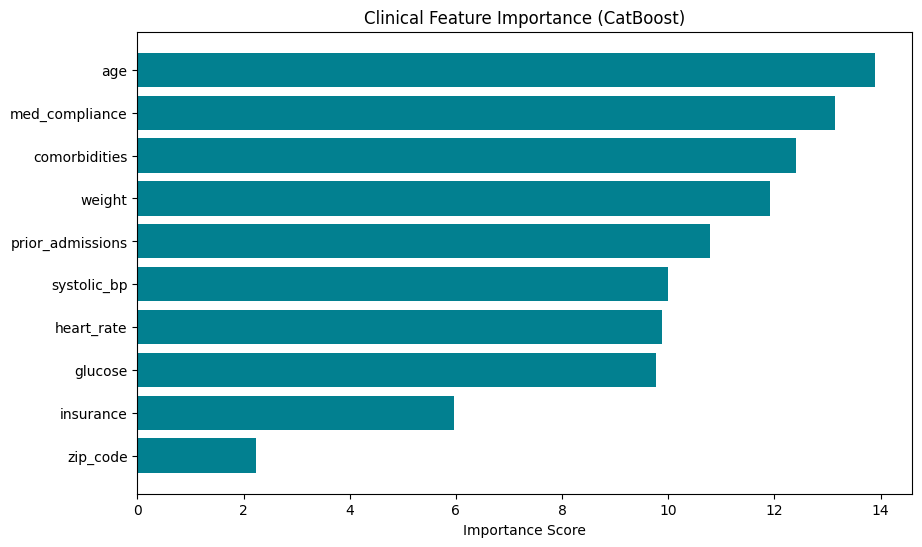 Clinical Feature Importance (CatBoost)
age
med_compliance
comorbidities
weight
prior_admissions
systolic_bp
heart_rate
glucose
insurance
zip_code
0 2 4 6 8 10 12 14
Importance Score